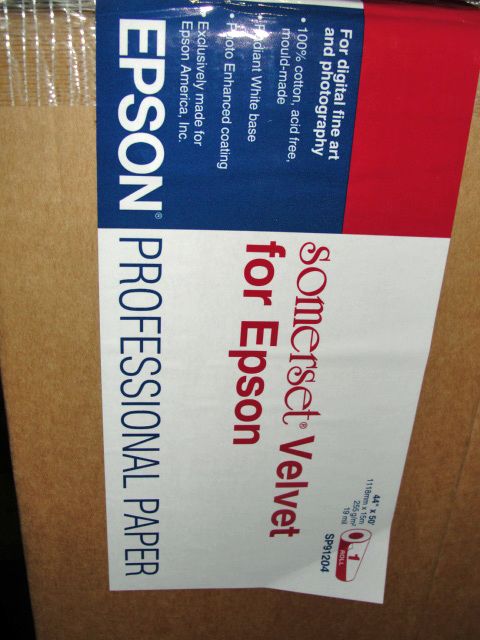 For digital fine art
and photography
• 100% cotton, acid free,
mould-made
• Radiant White base
• Photo Enhanced coating
Exclusively made for
Epson America, Inc.
EPSON® PROFESSIONAL PAPER
somerset® Velvet
for Epson
44" x 50'
1118mm x 15m
255 g/m²
19 mil
1
ROLL
SP91204